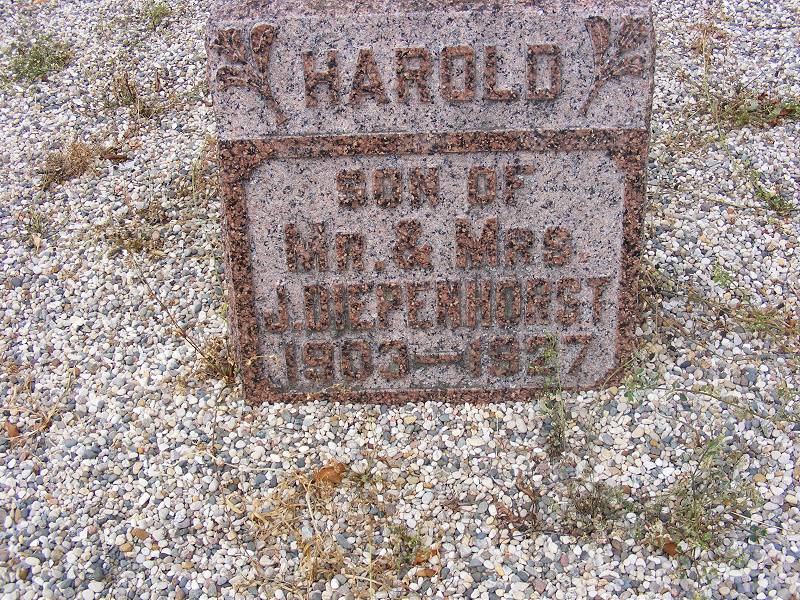 HAROLD
SON OF
MR. & MRS.
J. DIEPENHORST
1903—1927